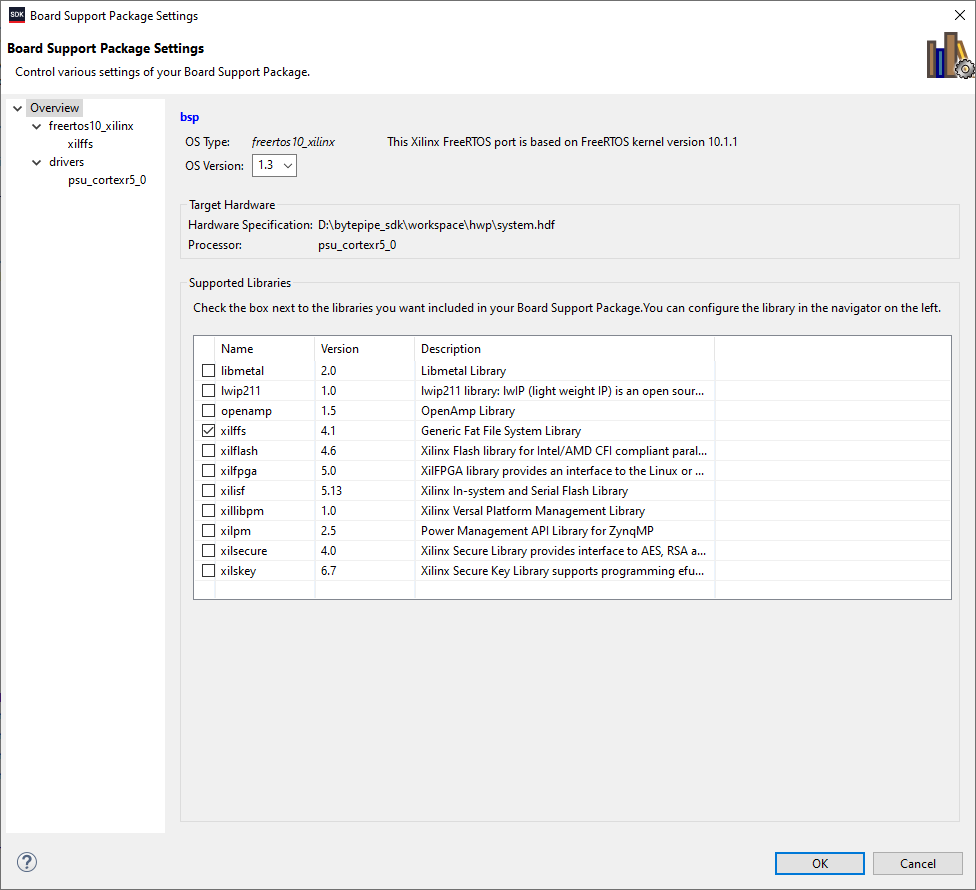 SDK Board Support Package Settings
Board Support Package Settings
Control various settings of your Board Support Package.
Overview
freertos10_xilinx
xilffs
drivers
psu_cortexr5_0
bsp
OS Type: freertos10_xilinx This Xilinx FreeRTOS port is based on FreeRTOS kernel version 10.1.1
OS Version: 1.3
Target Hardware
Hardware Specification: D:\bytepipe_sdk\workspace\hwp\system.hdf
Processor: psu_cortexr5_0
Supported Libraries
Check the box next to the libraries you want included in your Board Support Package.You can configure the library in the navigator on the left.
Name Version Description
libmetal 2.0 Libmetal Library
lwip211 1.0 lwip211 library: lwIP (light weight IP) is an open sour...
openamp 1.5 OpenAmp Library
xilffs 4.1 Generic Fat File System Library
xilflash 4.6 Xilinx Flash library for Intel/AMD CFI compliant paral...
xilfpga 5.0 XilFPGA library provides an interface to the Linux or ...
xilisf 5.13 Xilinx In-system and Serial Flash Library
xillibpm 1.0 Xilinx Versal Platform Management Library
xilpm 2.5 Power Management API Library for ZynqMP
xilsecure 4.0 Xilinx Secure Library provides interface to AES, RSA a...
xilskey 6.7 Xilinx Secure Key Library supports programming efu...
?
OK Cancel